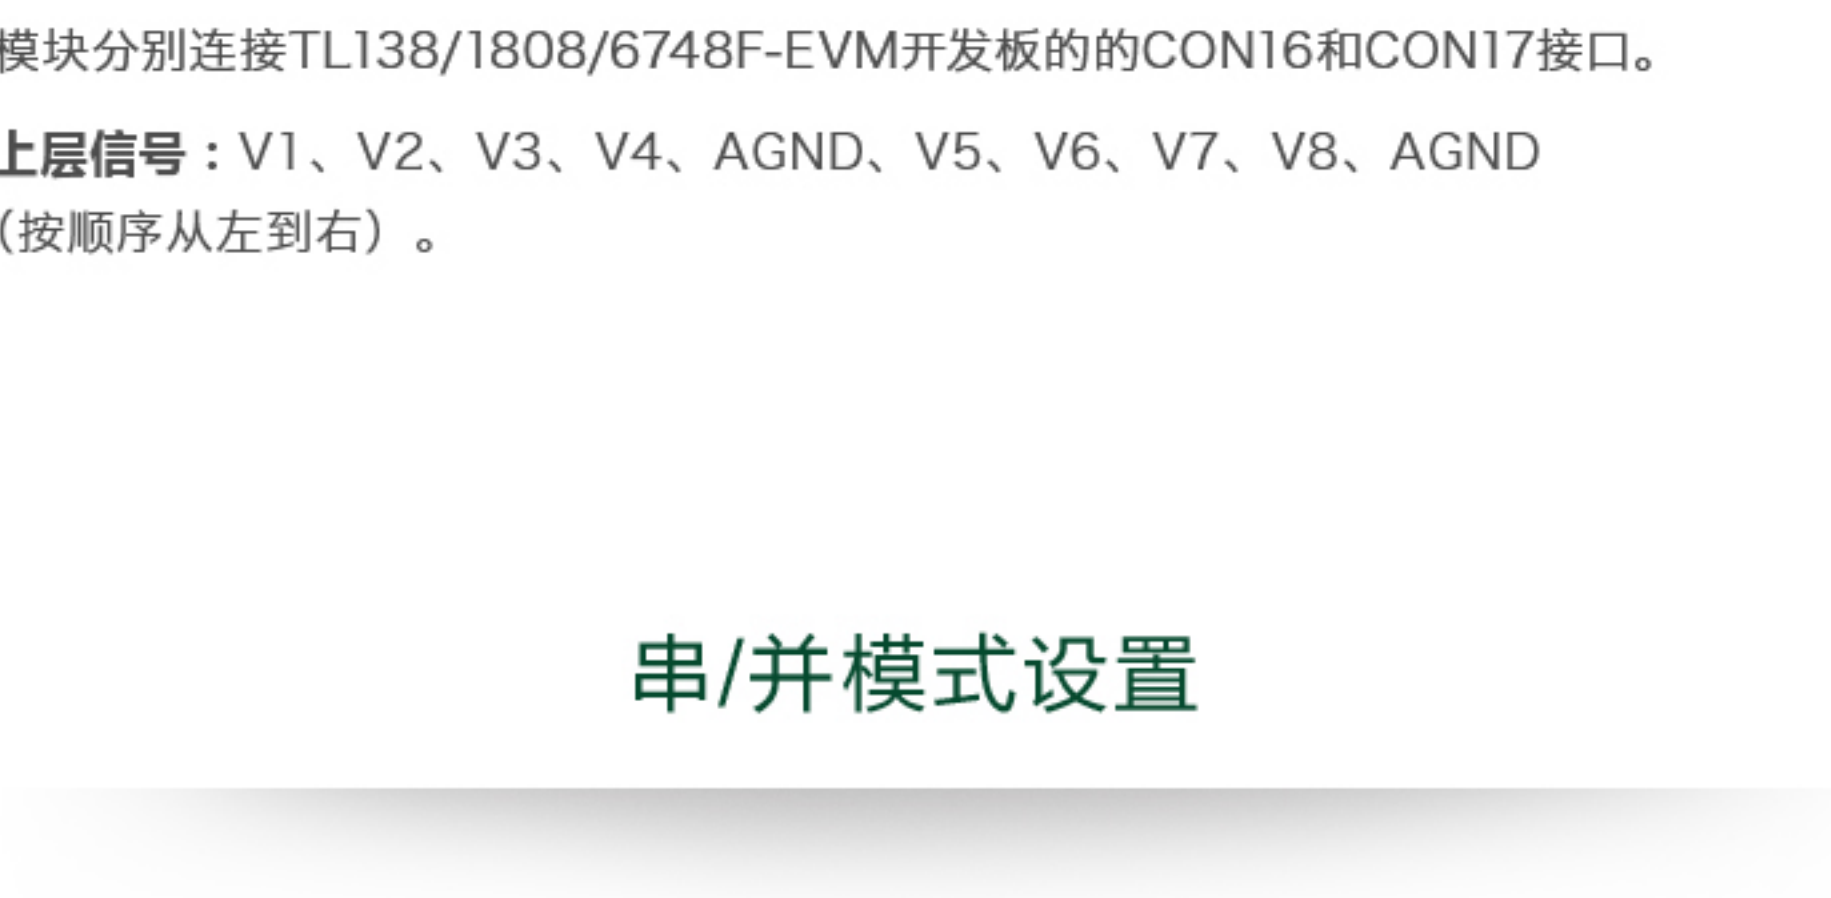 模块分别连接TL138/1808/6748F-EVM开发板的的CON16和CON17接口。
上层信号：V1、V2、V3、V4、AGND、V5、V6、V7、V8、AGND
（按顺序从左到右）。
串/并模式设置